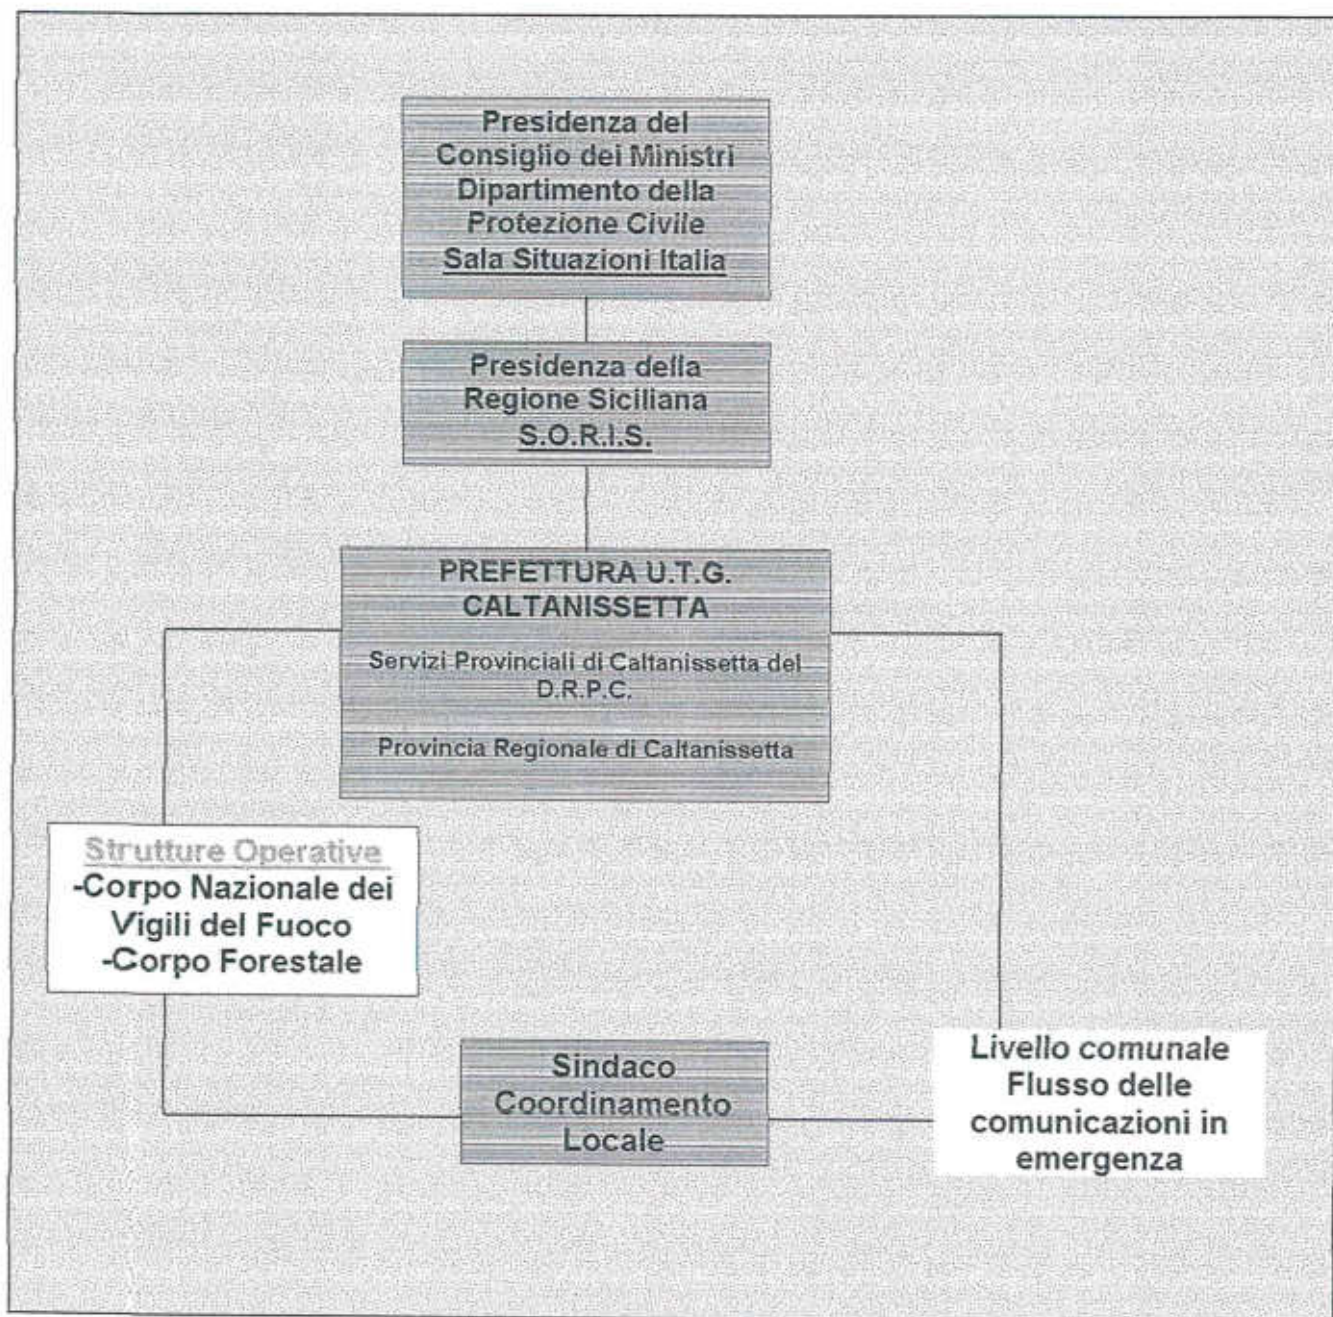 Presidenza del
Consiglio dei Ministri
Dipartimento della
Protezione Civile
Sala Situazioni Italia
Presidenza della
Regione Siciliana
S.O.R.I.S.
PREFETTURA U.T.G.
CALTANISSETTA
Servizi Provinciali di Caltanissetta del
D.R.P.C.
Provincia Regionale di Caltanissetta
Strutture Operative
-Corpo Nazionale dei
Vigili del Fuoco
-Corpo Forestale
Sindaco
Coordinamento
Locale
Livello comunale
Flusso delle
comunicazioni in
emergenza